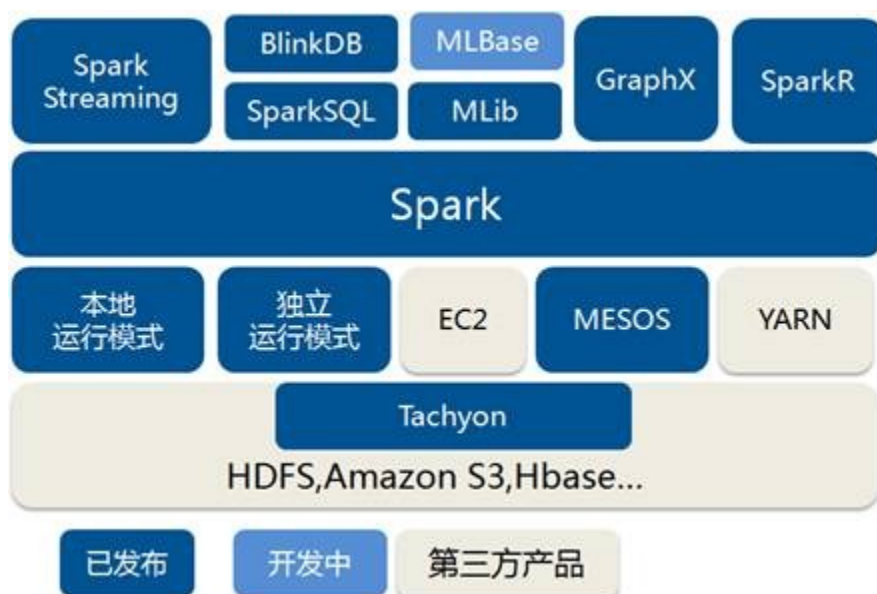 Spark
Streaming
BlinkDB
MLBase
SparkSQL
MLib
GraphX
SparkR
Spark
本地
运行模式
独立
运行模式
EC2
MESOS
YARN
Tachyon
HDFS,Amazon S3,Hbase...
已发布
开发中
第三方产品